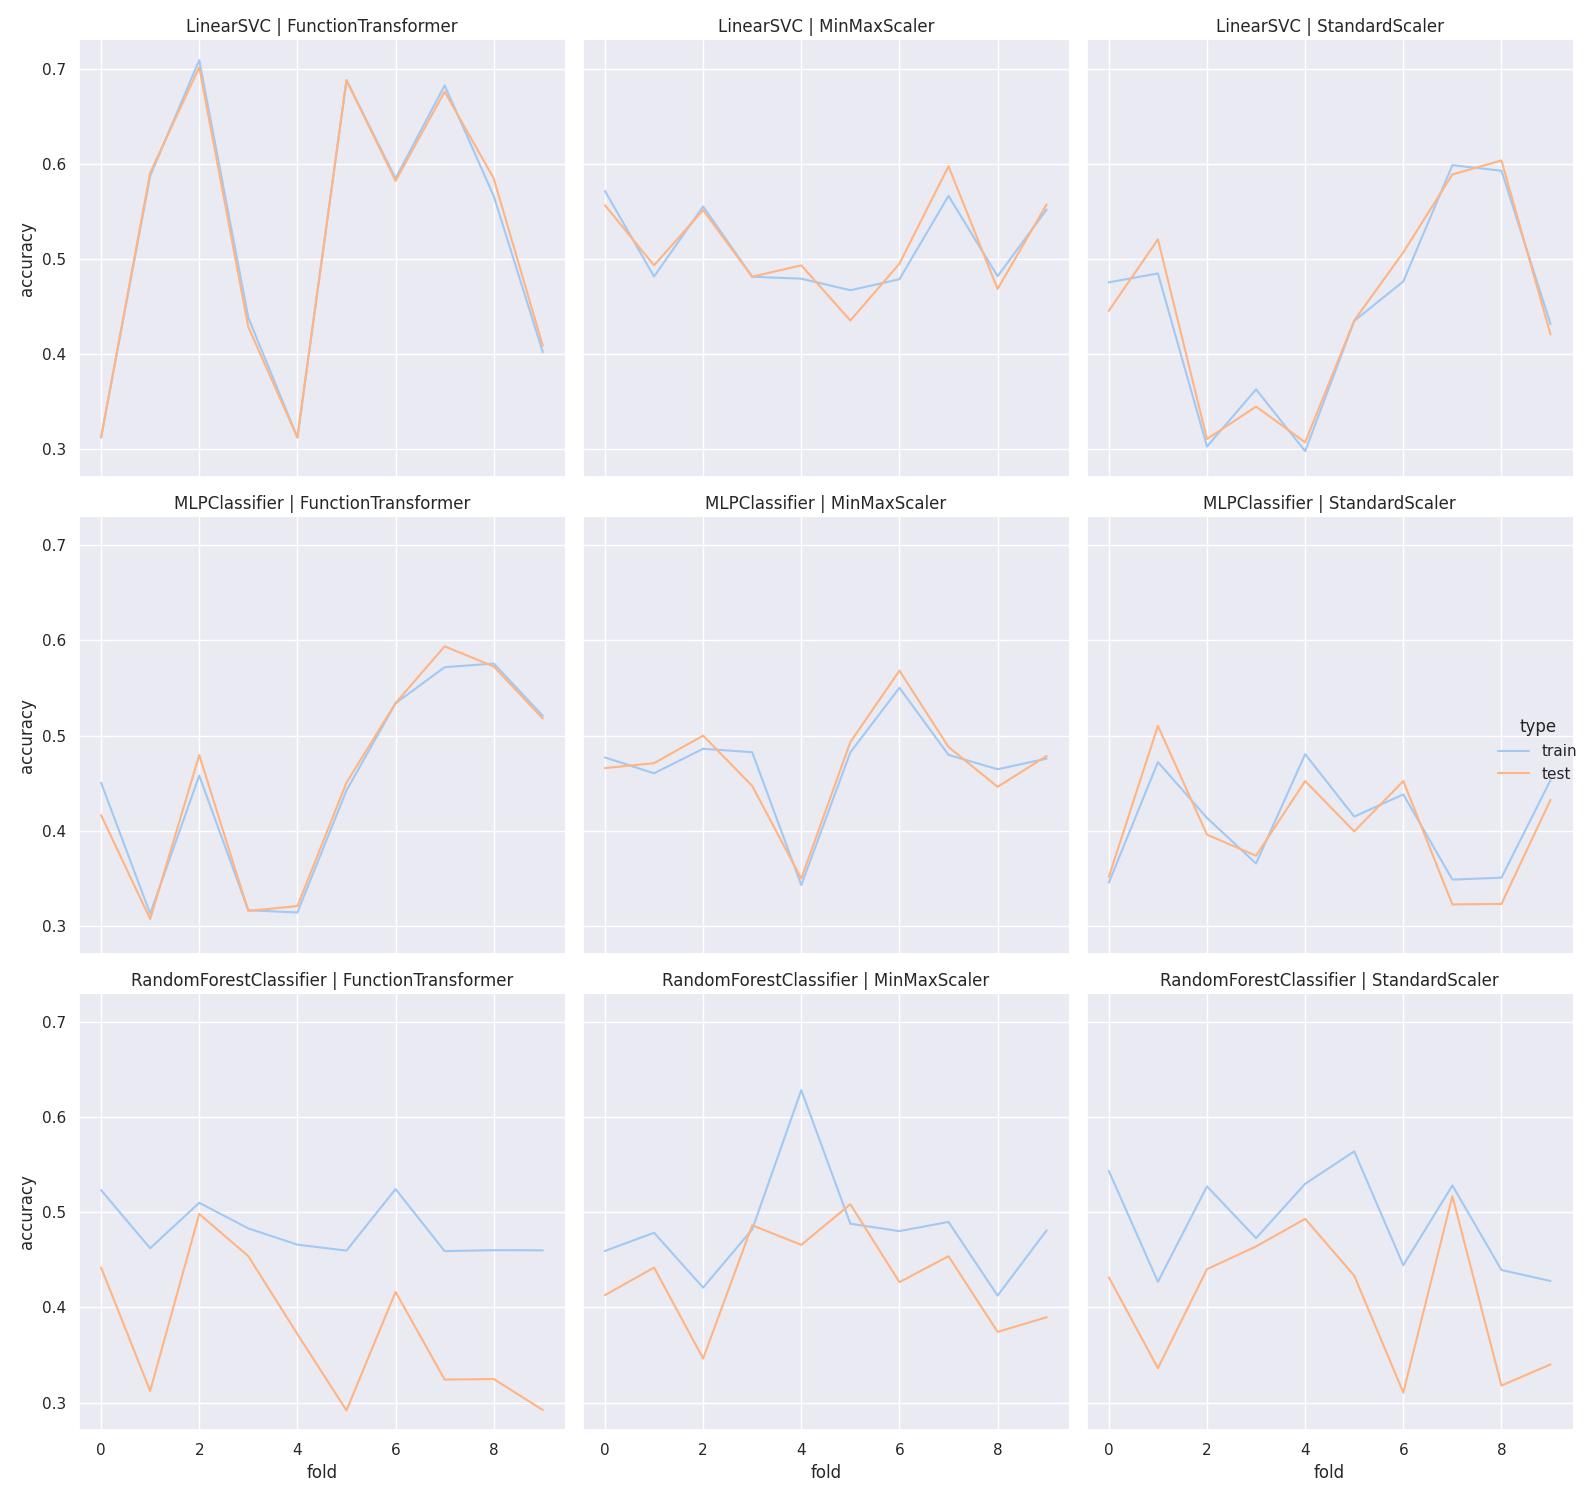 LinearSVC | FunctionTransformer
LinearSVC | MinMaxScaler
LinearSVC | StandardScaler
0.7
0.6
0.5
0.4
0.3
accuracy
MLPClassifier | FunctionTransformer
MLPClassifier | MinMaxScaler
MLPClassifier | StandardScaler
0.7
0.6
0.5
0.4
0.3
accuracy
type
train
test
RandomForestClassifier | FunctionTransformer
RandomForestClassifier | MinMaxScaler
RandomForestClassifier | StandardScaler
0.7
0.6
0.5
0.4
0.3
accuracy
0 2 4 6 8
0 2 4 6 8
0 2 4 6 8
fold
fold
fold